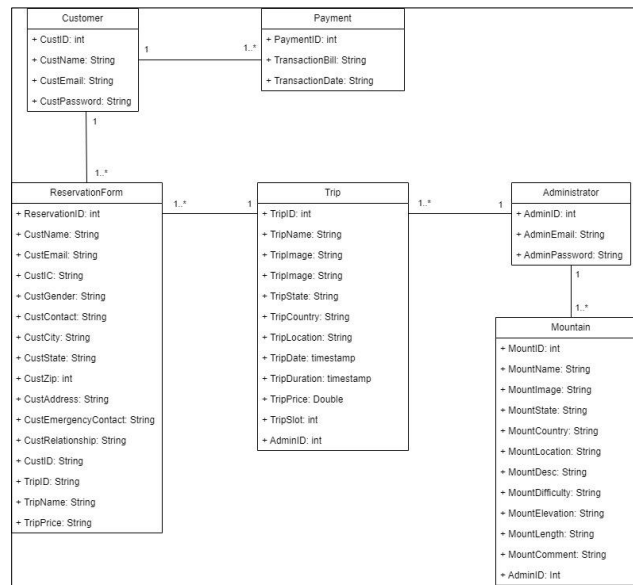 Customer
+ CustID: int
+ CustName: String
+ CustEmail: String
+ CustPassword: String
Payment
+ PaymentID: int
+ TransactionBill: String
+ TransactionDate: String
1
1..*
1
1..*
ReservationForm
+ ReservationID: int
+ CustName: String
+ CustEmail: String
+ CustIC: String
+ CustGender: String
+ CustContact: String
+ CustCity: String
+ CustState: String
+ CustZip: int
+ CustAddress: String
+ CustEmergencyContact: String
+ CustRelationship: String
+ CustID: String
+ TripID: String
+ TripName: String
+ TripPrice: String
1..*
1
Trip
+ TripID: int
+ TripName: String
+ TripImage: String
+ TripImage: String
+ TripState: String
+ TripCountry: String
+ TripLocation: String
+ TripDate: timestamp
+ TripDuration: timestamp
+ TripPrice: Double
+ TripSlot: int
+ AdminID: int
1..*
1
Administrator
+ AdminID: int
+ AdminEmail: String
+ AdminPassword: String
1
1..*
Mountain
+ MountID: int
+ MountName: String
+ MountImage: String
+ MountState: String
+ MountCountry: String
+ MountLocation: String
+ MountDesc: String
+ MountDifficulty: String
+ MountElevation: String
+ MountLength: String
+ MountComment: String
+ AdminID: Int